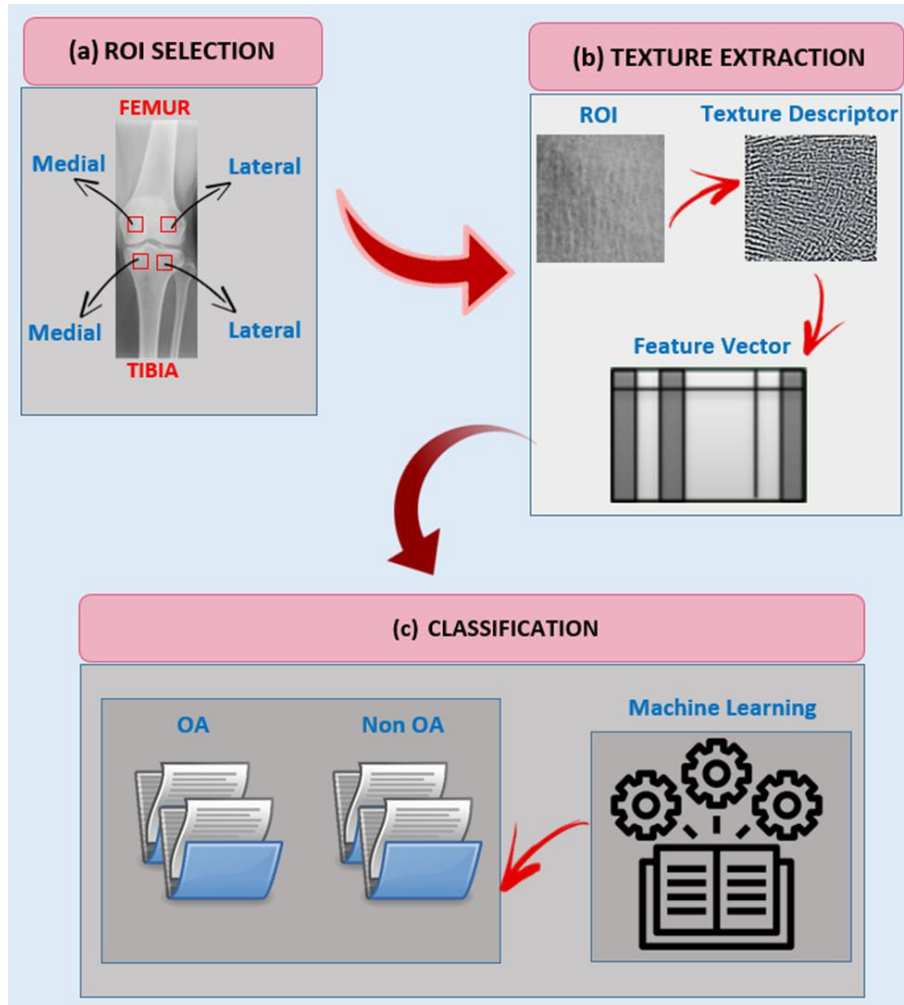 (a) ROI SELECTION
FEMUR
Medial
Lateral
Medial
Lateral
TIBIA
(b) TEXTURE EXTRACTION
ROI
Texture Descriptor
Feature Vector
(c) CLASSIFICATION
OA
Non OA
Machine Learning